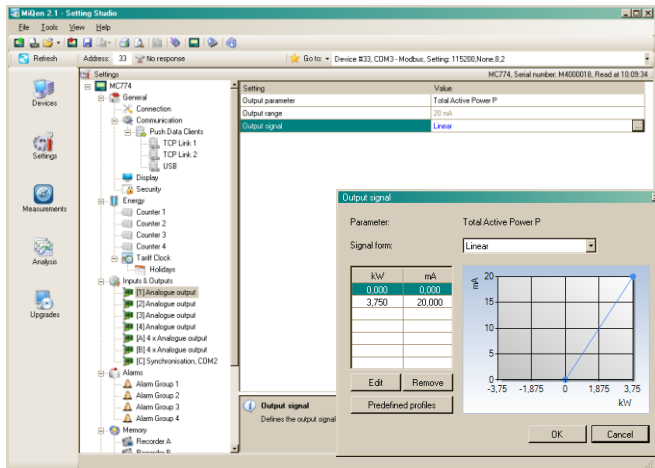 MiQen 2.1 - Setting Studio
File Tools View Help
Refresh
Address: 33 No response
Go to: Device #33, COM3 - Modbus, Setting: 115200,None,8,2
Settings
MC774, Serial number: M4000018, Read at 10:09:34
Devices
Settings
Measurements
Analysis
Upgrades
MC774
General
Connection
Communication
Push Data Clients
TCP Link 1
TCP Link 2
USB
Display
Security
Energy
Counter 1
Counter 2
Counter 3
Counter 4
Tariff Clock
Holidays
Inputs & Outputs
[1] Analogue output
[2] Analogue output
[3] Analogue output
[4] Analogue output
[A] 4 x Analogue output
[B] 4 x Analogue output
[C] Synchronisation, COM2
Alarms
Alarm Group 1
Alarm Group 2
Alarm Group 3
Alarm Group 4
Memory
Recorder A
Recorder B
Setting Value
Output parameter Total Active Power P
Output range 20 mA
Output signal Linear ...
Output signal
Defines the output signal
Output signal
Parameter: Total Active Power P
Signal form: Linear
kW mA
0,000 0,000
3,750 20,000
Edit Remove
Predefined profiles
mA
20
15
10
5
0
-3,75 -1,875 0 1,875 3,75
kW
OK Cancel